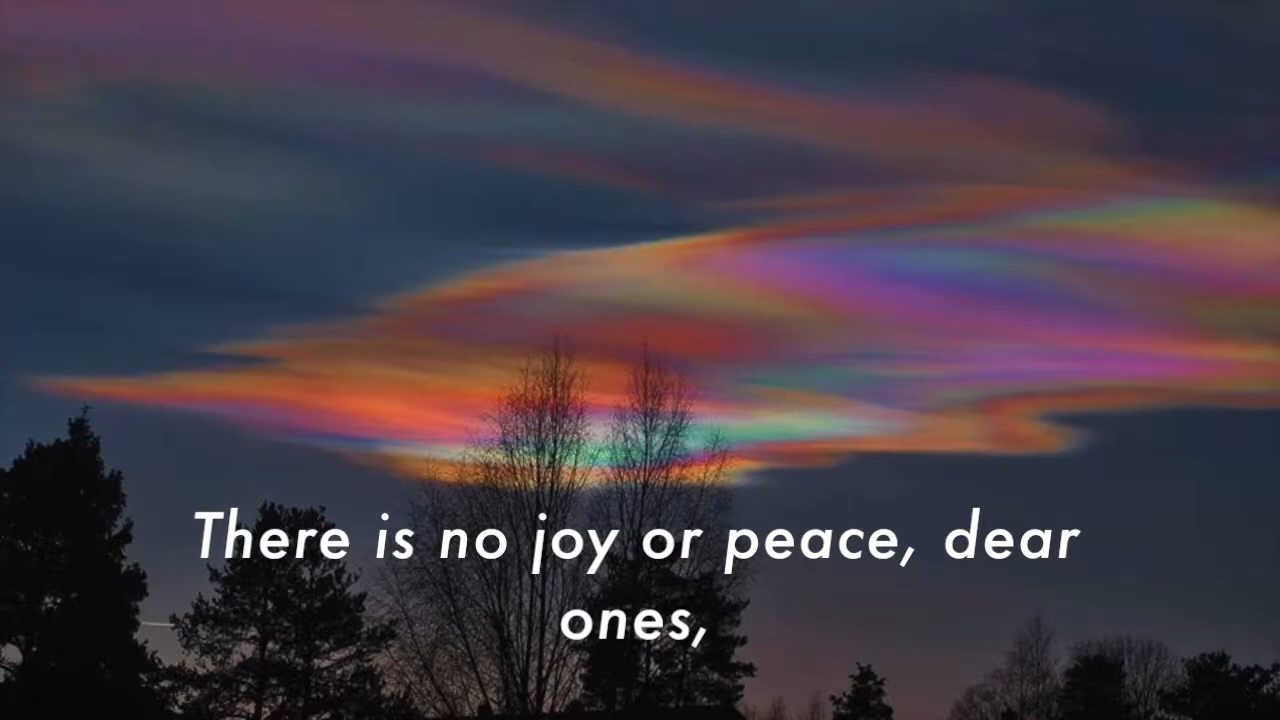 There is no joy or peace, dear
ones,